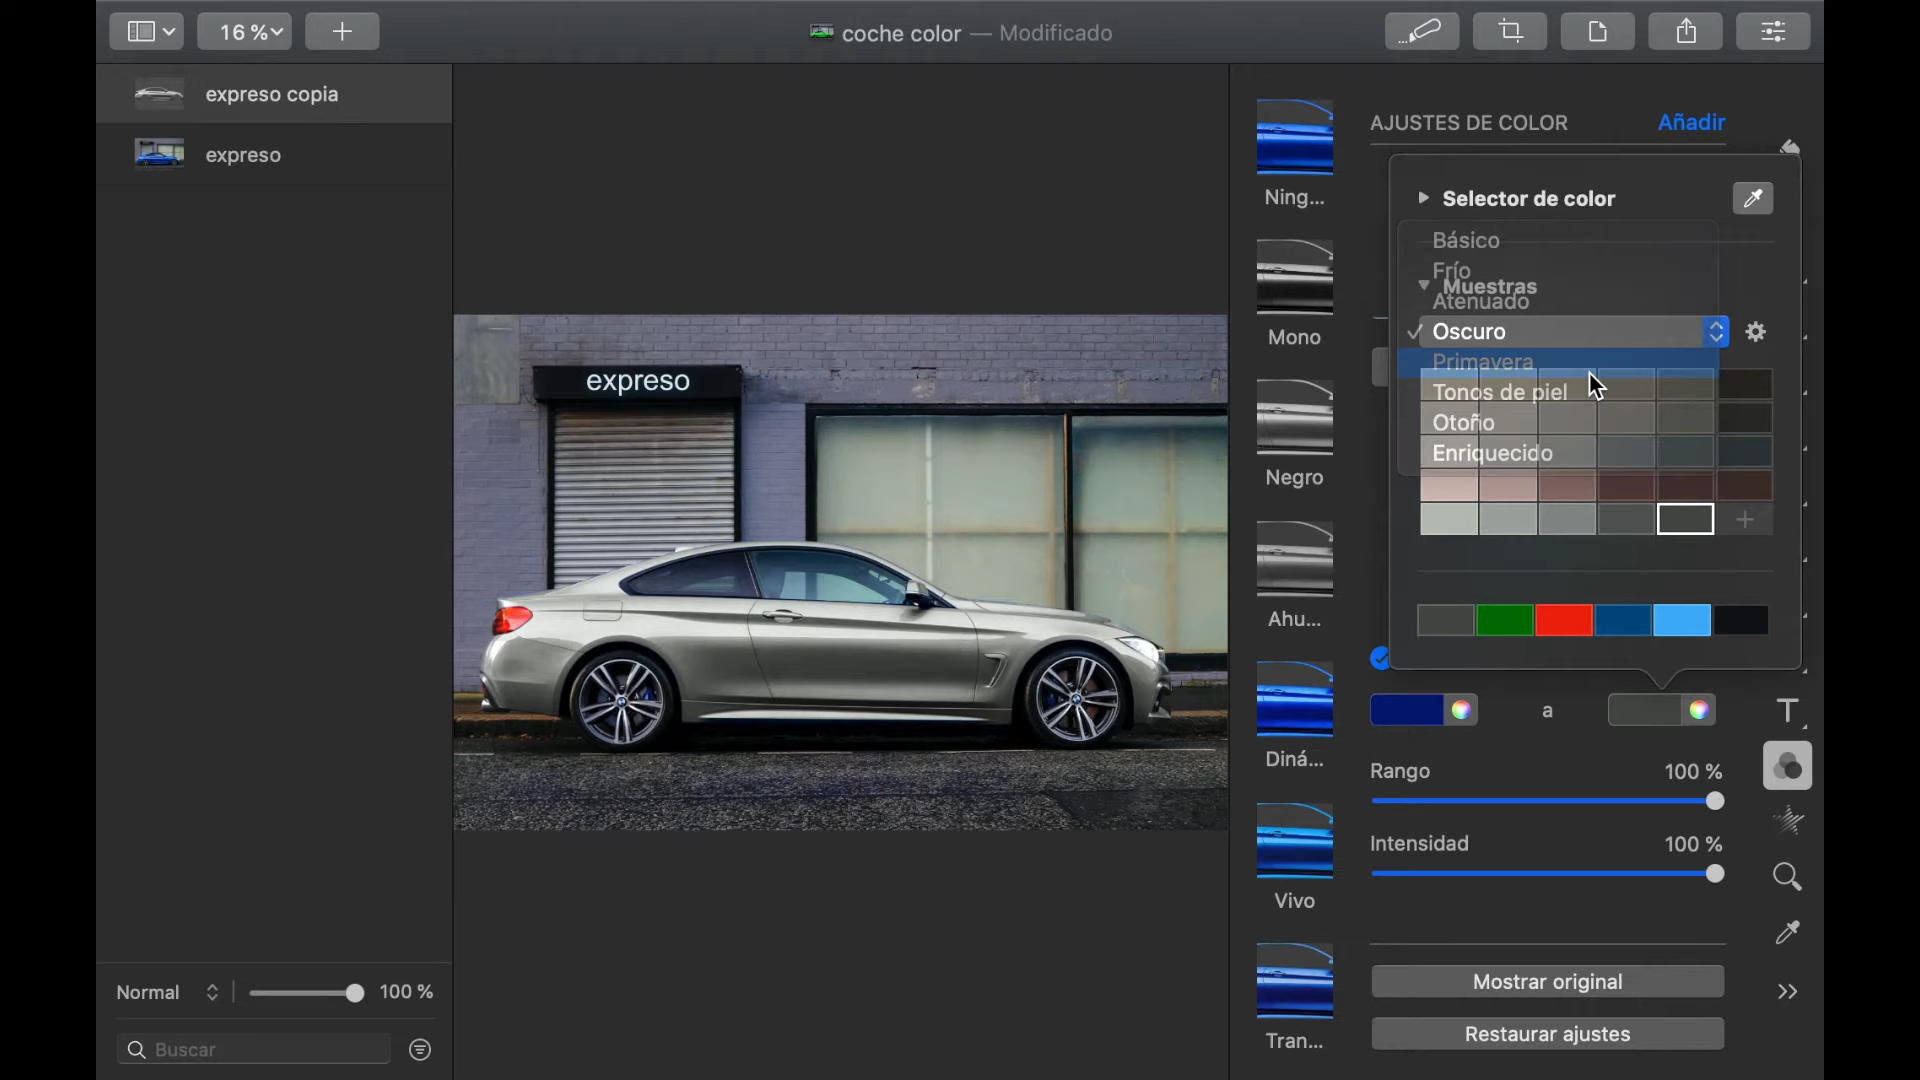 16 %
coche color — Modificado
expreso copia
expreso
Normal
100 %
Buscar
expreso
Ning...
Mono
Negro
Ahu...
Diná...
Vivo
Tran...
AJUSTES DE COLOR
Añadir
Selector de color
Básico
Frío
Muestras
Atenuado
Oscuro
Primavera
Tonos de piel
Otoño
Enriquecido
a
Rango
100 %
Intensidad
100 %
Mostrar original
Restaurar ajustes